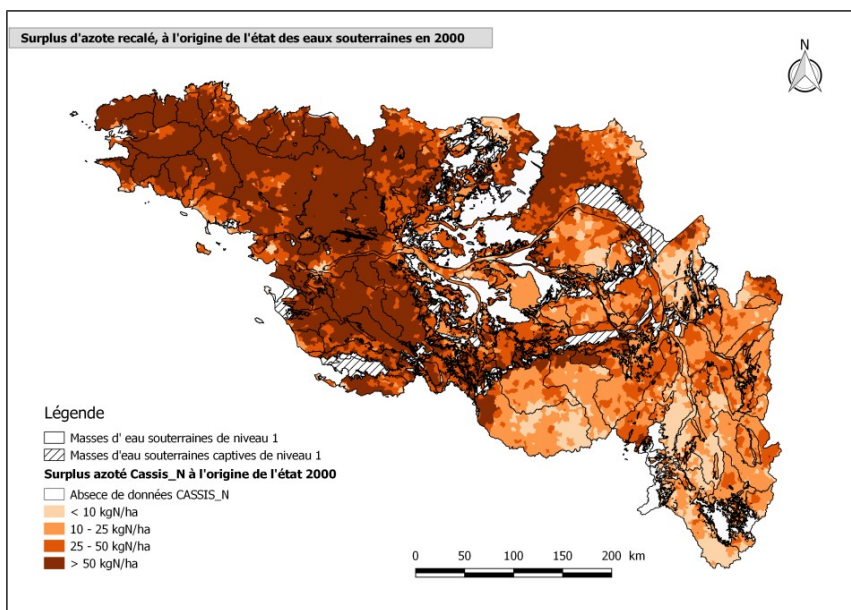 Surplus d'azote recalé, à l'origine de l'état des eaux souterraines en 2000
N
Légende
Masses d' eau souterraines de niveau 1
Masses d'eau souterraines captives de niveau 1
Surplus azoté Cassis_N à l'origine de l'état 2000
Absece de données CASSIS_N
< 10 kgN/ha
10 - 25 kgN/ha
25 - 50 kgN/ha
> 50 kgN/ha
0 50 100 150 200 km